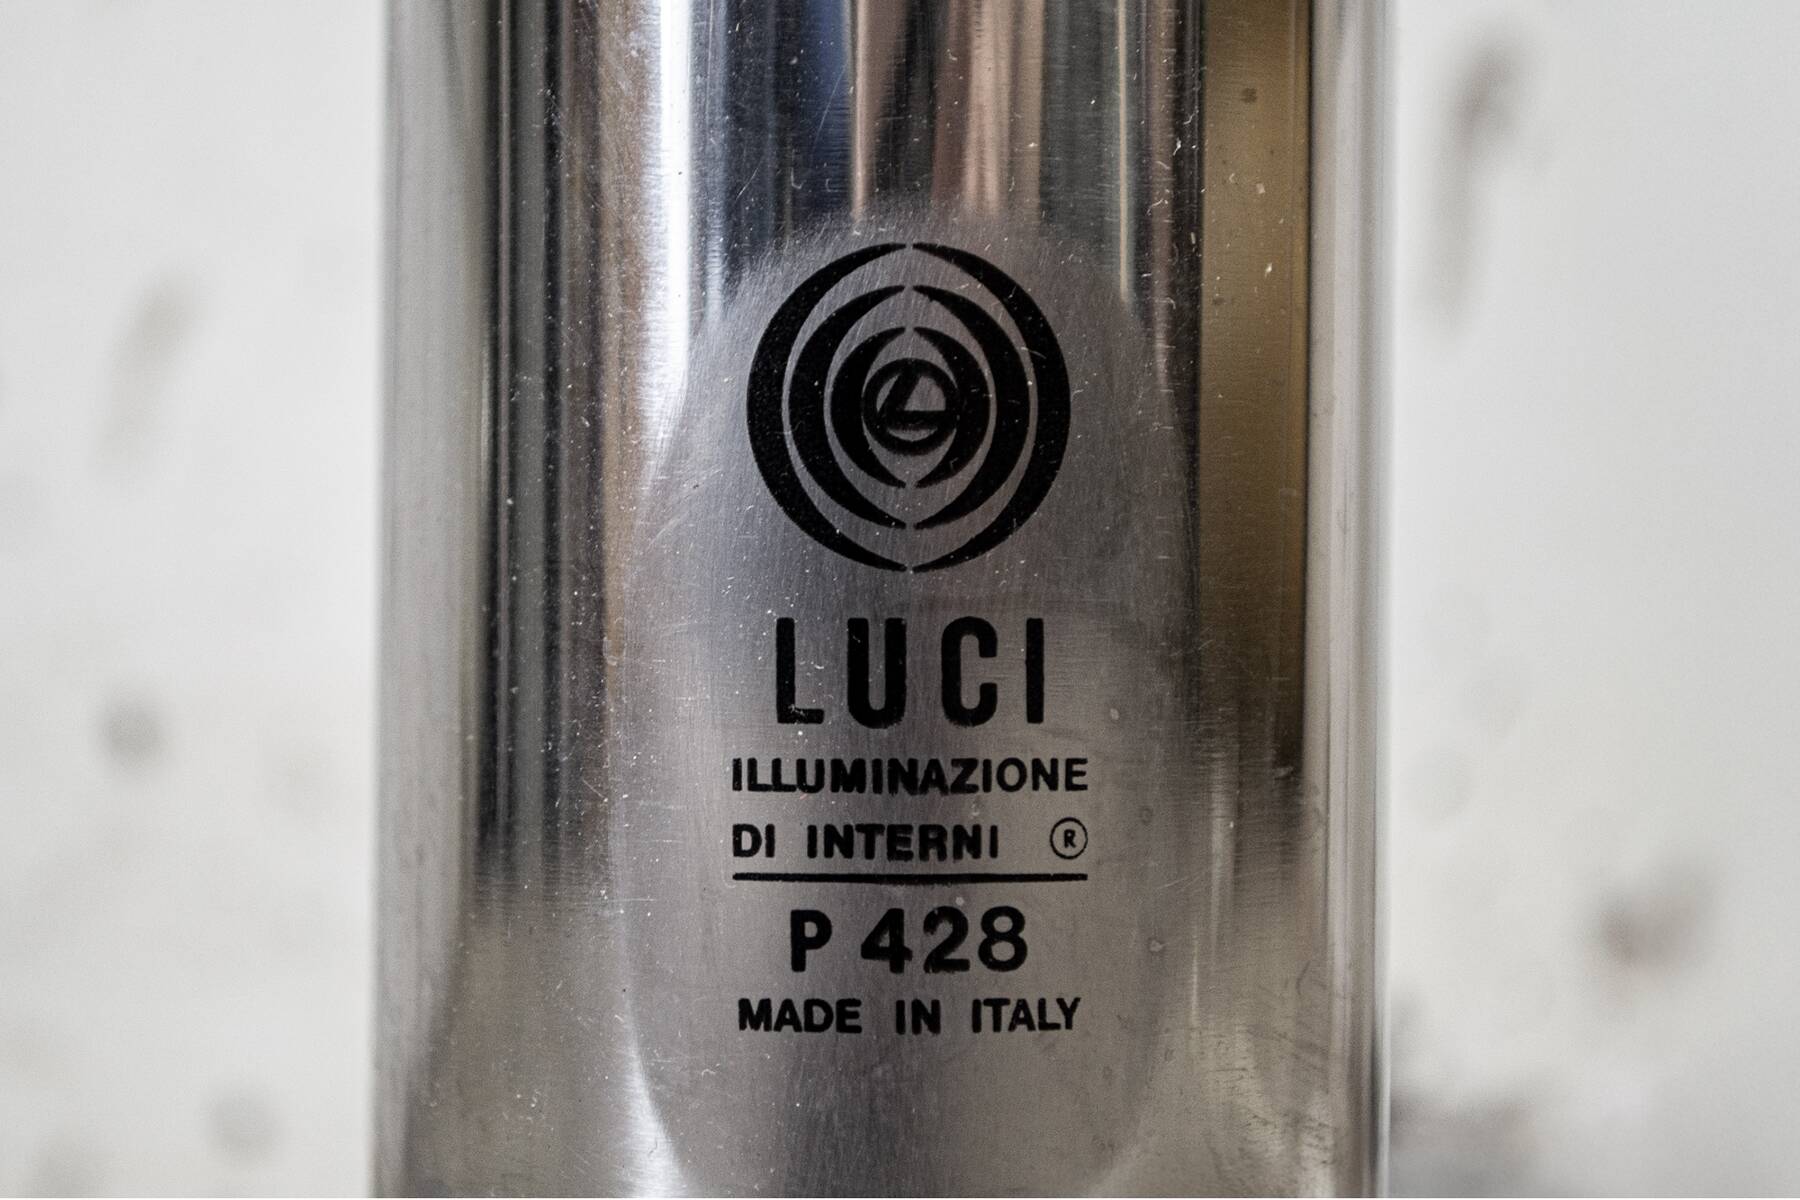 LUCI
ILLUMINAZIONE
DI INTERNI ®
P 428
MADE IN ITALY